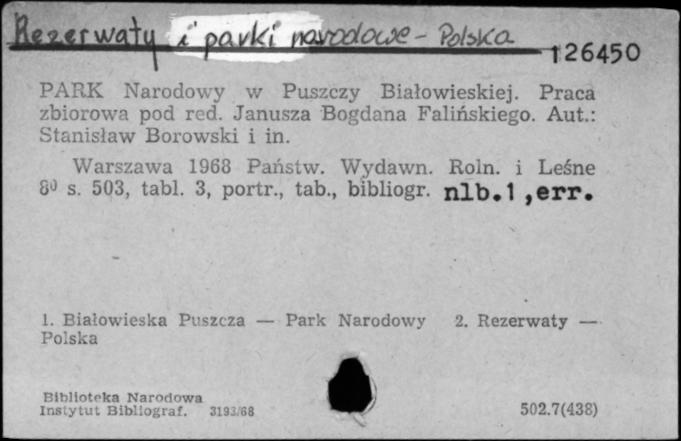 Rezerwaty i parki narodowe - Polska
126450
PARK Narodowy w Puszczy Białowieskiej. Praca
zbiorowa pod red. Janusza Bogdana Falińskiego. Aut.:
Stanisław Borowski i in.
Warszawa 1968 Państw. Wydawn. Roln. i Leśne
8⁰ s. 503, tabl. 3, portr., tab., bibliogr. nlb.1,err.
1. Białowieska Puszcza — Park Narodowy 2. Rezerwaty —
Polska
Biblioteka Narodowa
Instytut Bibliograf. 3193/68
502.7(438)